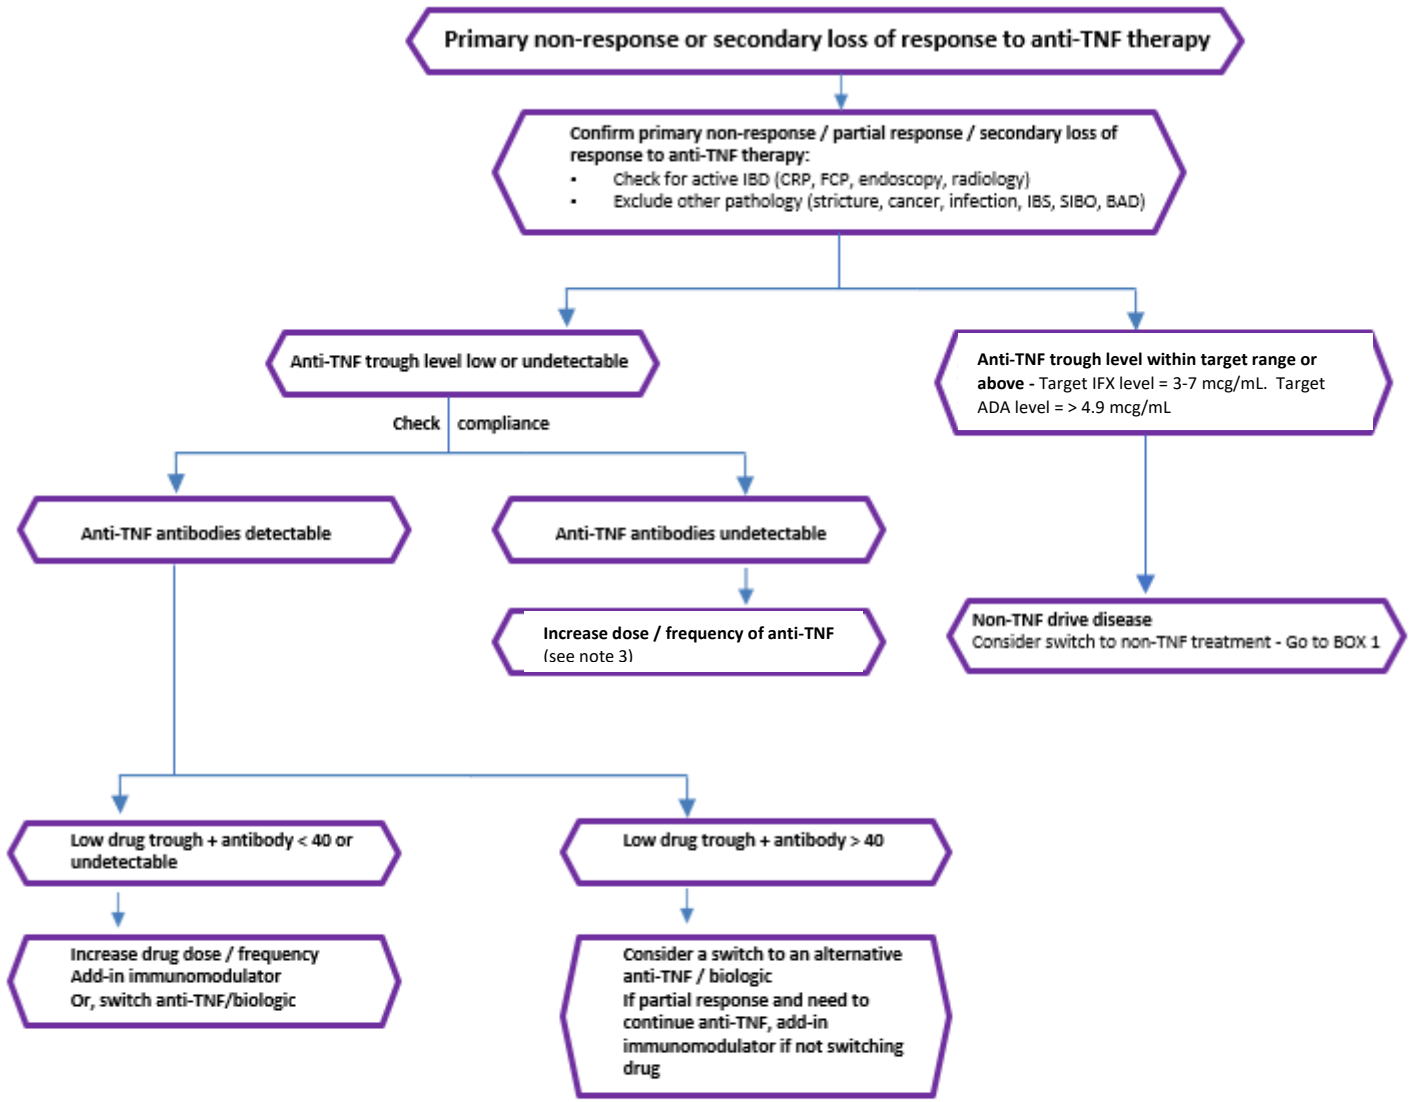 Primary non-response or secondary loss of response to anti-TNF therapy
Confirm primary non-response / partial response / secondary loss of
response to anti-TNF therapy:
▪ Check for active IBD (CRP, FCP, endoscopy, radiology)
▪ Exclude other pathology (stricture, cancer, infection, IBS, SIBO, BAD)
Anti-TNF trough level low or undetectable
Anti-TNF trough level within target range or
above - Target IFX level = 3-7 mcg/mL. Target
ADA level = > 4.9 mcg/mL
Check compliance
Anti-TNF antibodies detectable
Anti-TNF antibodies undetectable
Increase dose / frequency of anti-TNF
(see note 3)
Non-TNF drive disease
Consider switch to non-TNF treatment - Go to BOX 1
Low drug trough + antibody < 40 or
undetectable
Low drug trough + antibody > 40
Increase drug dose / frequency
Add-in immunomodulator
Or, switch anti-TNF/biologic
Consider a switch to an alternative
anti-TNF / biologic
If partial response and need to
continue anti-TNF, add-in
immunomodulator if not switching
drug